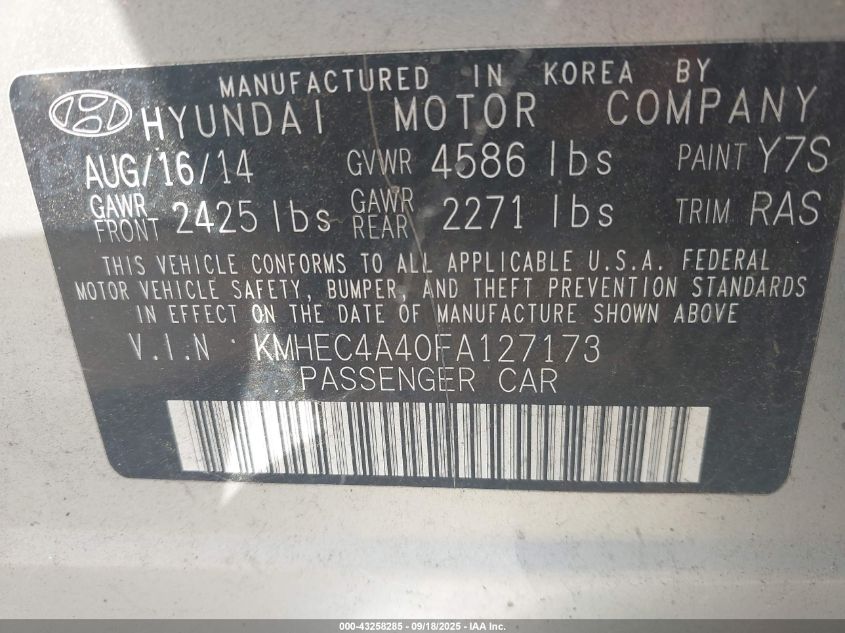 MANUFACTURED IN KOREA BY
HYUNDAI MOTOR COMPANY
AUG/16/14 GVWR 4586 lbs PAINT Y7S
GAWR FRONT 2425 lbs GAWR REAR 2271 lbs TRIM RAS
THIS VEHICLE CONFORMS TO ALL APPLICABLE U.S.A. FEDERAL
MOTOR VEHICLE SAFETY, BUMPER, AND THEFT PREVENTION STANDARDS
IN EFFECT ON THE DATE OF MANUFACTURE SHOWN ABOVE
V.I.N : KMHEC4A40FA127173
PASSENGER CAR
000-43258285 - 09/18/2025 - IAA Inc.